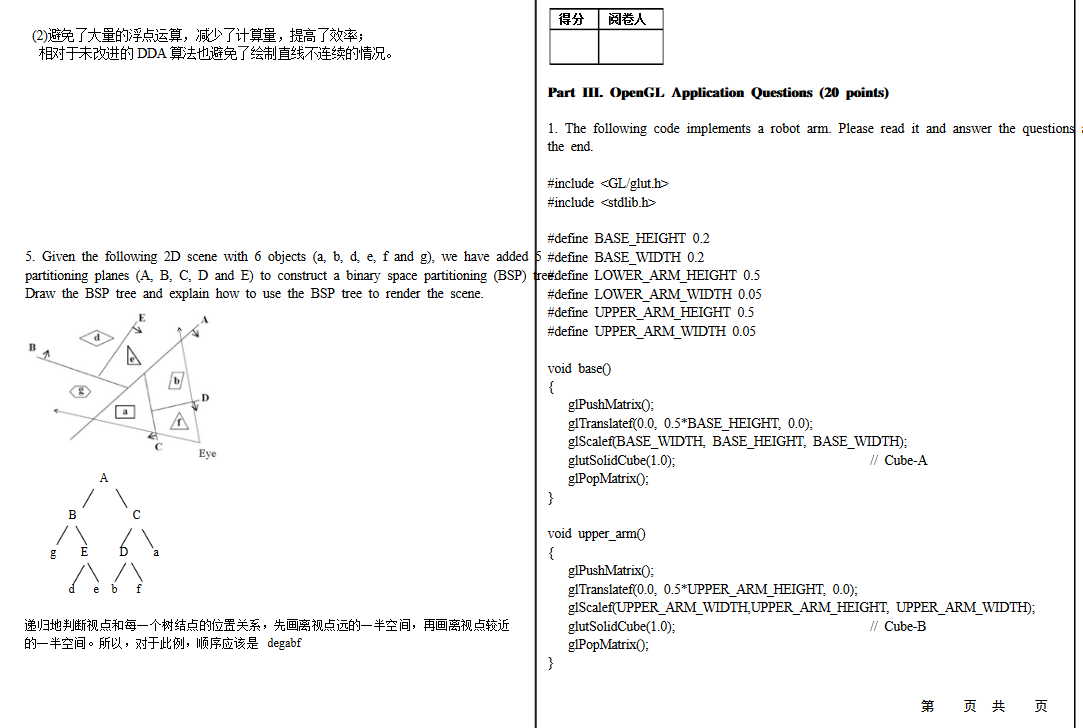 (2)避免了大量的浮点运算，减少了计算量，提高了效率；
相对于未改进的 DDA 算法也避免了绘制直线不连续的情况。
5. Given the following 2D scene with 6 objects (a, b, d, e, f and g), we have added 5
partitioning planes (A, B, C, D and E) to construct a binary space partitioning (BSP) tree.
Draw the BSP tree and explain how to use the BSP tree to render the scene.
E
A
d
B
e
b
g
D
a
f
C
Eye
A
B C
g E D a
d e b f
递归地判断视点和每一个树结点的位置关系，先画离视点远的一半空间，再画离视点较近
的一半空间。所以，对于此例，顺序应该是 degabf
得分 阅卷人
Part III. OpenGL Application Questions (20 points)
1. The following code implements a robot arm. Please read it and answer the questions
the end.
#include <GL/glut.h>
#include <stdlib.h>
#define BASE_HEIGHT 0.2
#define BASE_WIDTH 0.2
#define LOWER_ARM_HEIGHT 0.5
#define LOWER_ARM_WIDTH 0.05
#define UPPER_ARM_HEIGHT 0.5
#define UPPER_ARM_WIDTH 0.05
void base()
{
glPushMatrix();
glTranslatef(0.0, 0.5*BASE_HEIGHT, 0.0);
glScalef(BASE_WIDTH, BASE_HEIGHT, BASE_WIDTH);
glutSolidCube(1.0); // Cube-A
glPopMatrix();
}
void upper_arm()
{
glPushMatrix();
glTranslatef(0.0, 0.5*UPPER_ARM_HEIGHT, 0.0);
glScalef(UPPER_ARM_WIDTH,UPPER_ARM_HEIGHT, UPPER_ARM_WIDTH);
glutSolidCube(1.0); // Cube-B
glPopMatrix();
}
第 页 共 页